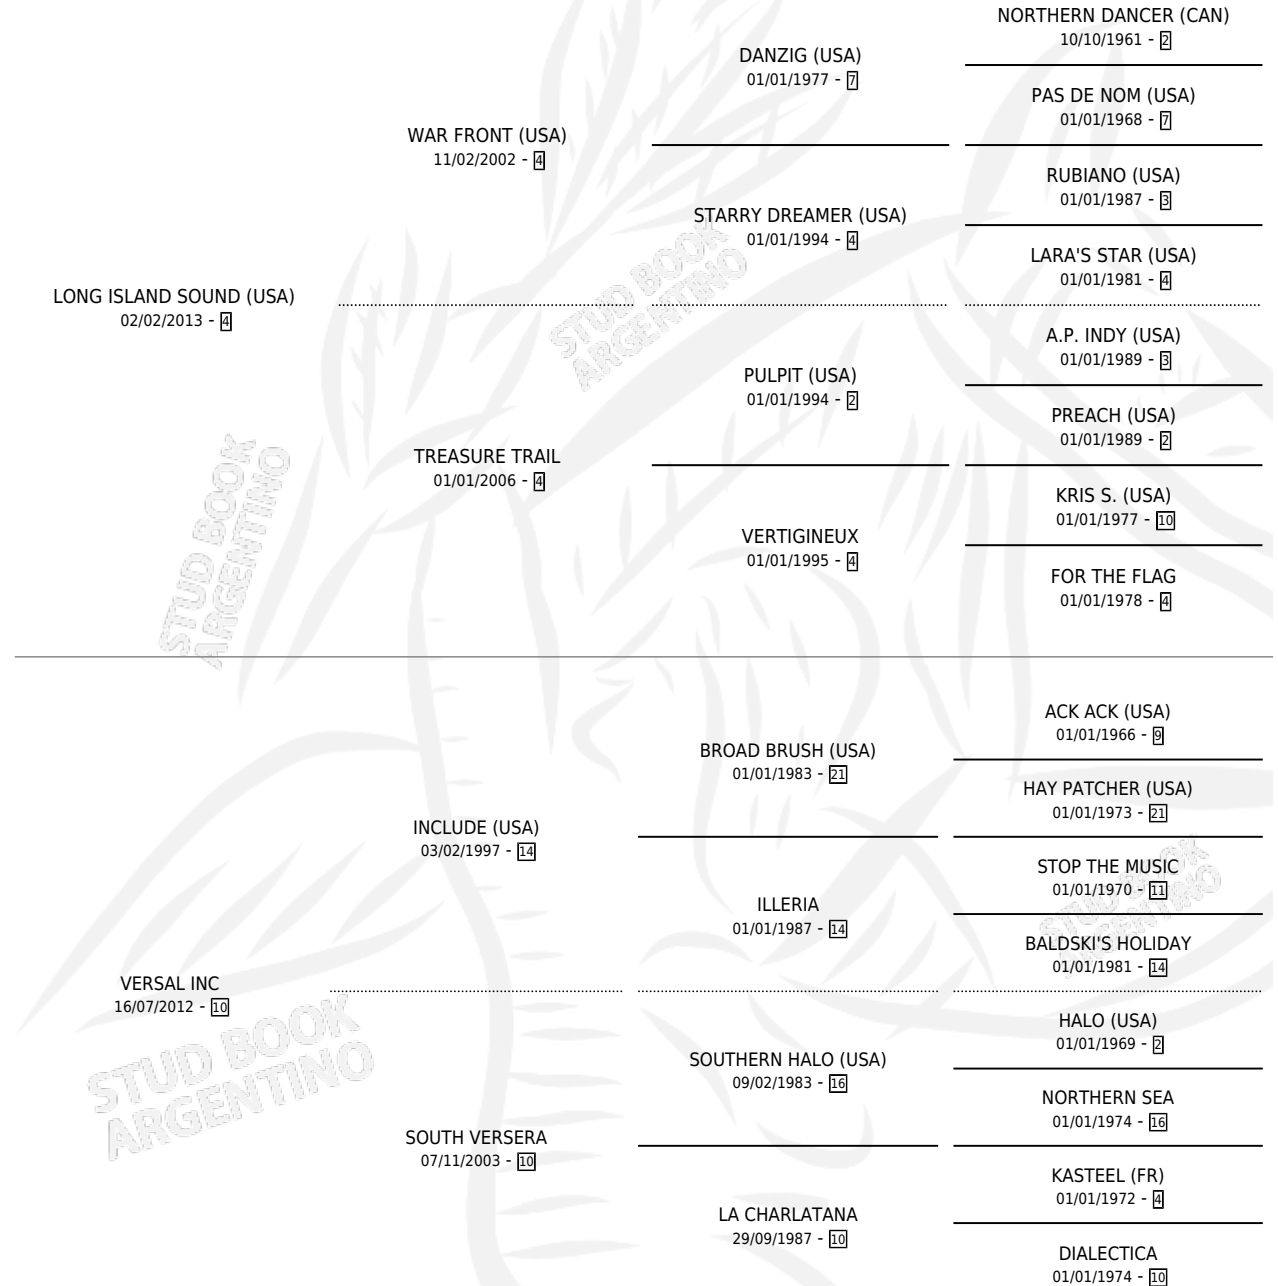 NORTHERN DANCER (CAN)
10/10/1961 - 2
DANZIG (USA)
01/01/1977 - 7
PAS DE NOM (USA)
01/01/1968 - 7
WAR FRONT (USA)
11/02/2002 - 4
RUBIANO (USA)
01/01/1987 - 3
STARRY DREAMER (USA)
01/01/1994 - 4
LARA'S STAR (USA)
01/01/1981 - 4
LONG ISLAND SOUND (USA)
02/02/2013 - 4
A.P. INDY (USA)
01/01/1989 - 3
PULPIT (USA)
01/01/1994 - 2
PREACH (USA)
01/01/1989 - 2
TREASURE TRAIL
01/01/2006 - 4
KRIS S. (USA)
01/01/1977 - 10
VERTIGINEUX
01/01/1995 - 4
FOR THE FLAG
01/01/1978 - 4
ACK ACK (USA)
01/01/1966 - 9
BROAD BRUSH (USA)
01/01/1983 - 21
HAY PATCHER (USA)
01/01/1973 - 21
INCLUDE (USA)
03/02/1997 - 14
STOP THE MUSIC
01/01/1970 - 11
ILLERIA
01/01/1987 - 14
BALDSKI'S HOLIDAY
01/01/1981 - 14
VERSAL INC
16/07/2012 - 10
HALO (USA)
01/01/1969 - 2
SOUTHERN HALO (USA)
09/02/1983 - 16
NORTHERN SEA
01/01/1974 - 16
SOUTH VERSERA
07/11/2003 - 10
KASTEEL (FR)
01/01/1972 - 4
LA CHARLATANA
29/09/1987 - 10
DIALECTICA
01/01/1974 - 10
STUD BOOK
ARGENTINO
STUD BOOK
ARGENTINO
STUD BOOK
ARGENTINO
STUD BOOK
ARGENTINO